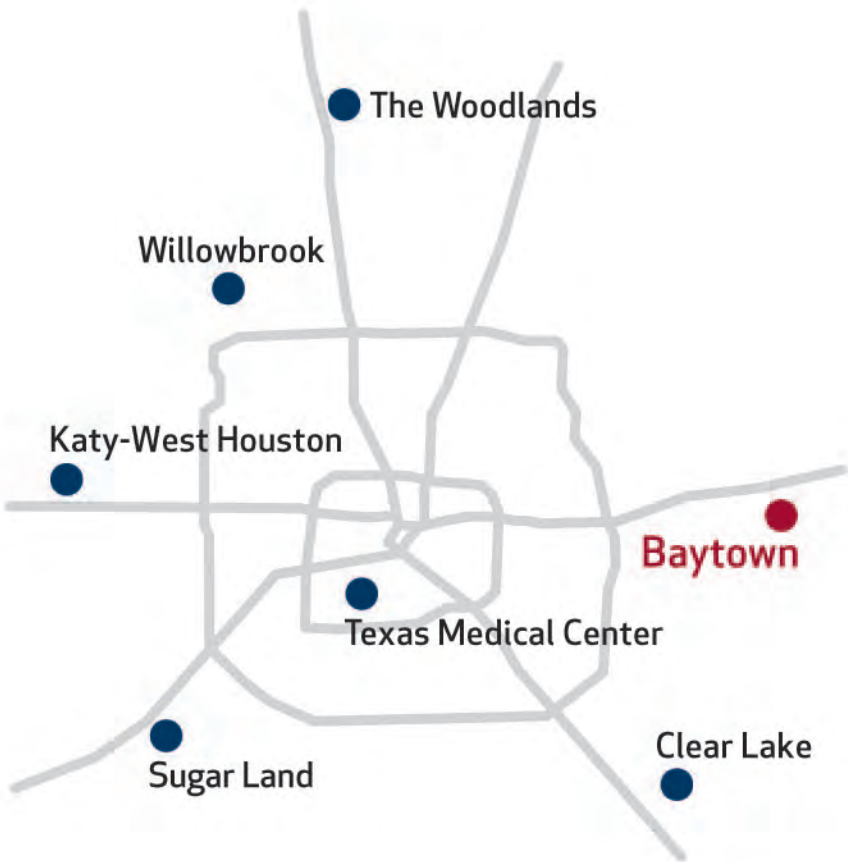 The Woodlands
Willowbrook
Katy-West Houston
Baytown
Texas Medical Center
Clear Lake
Sugar Land